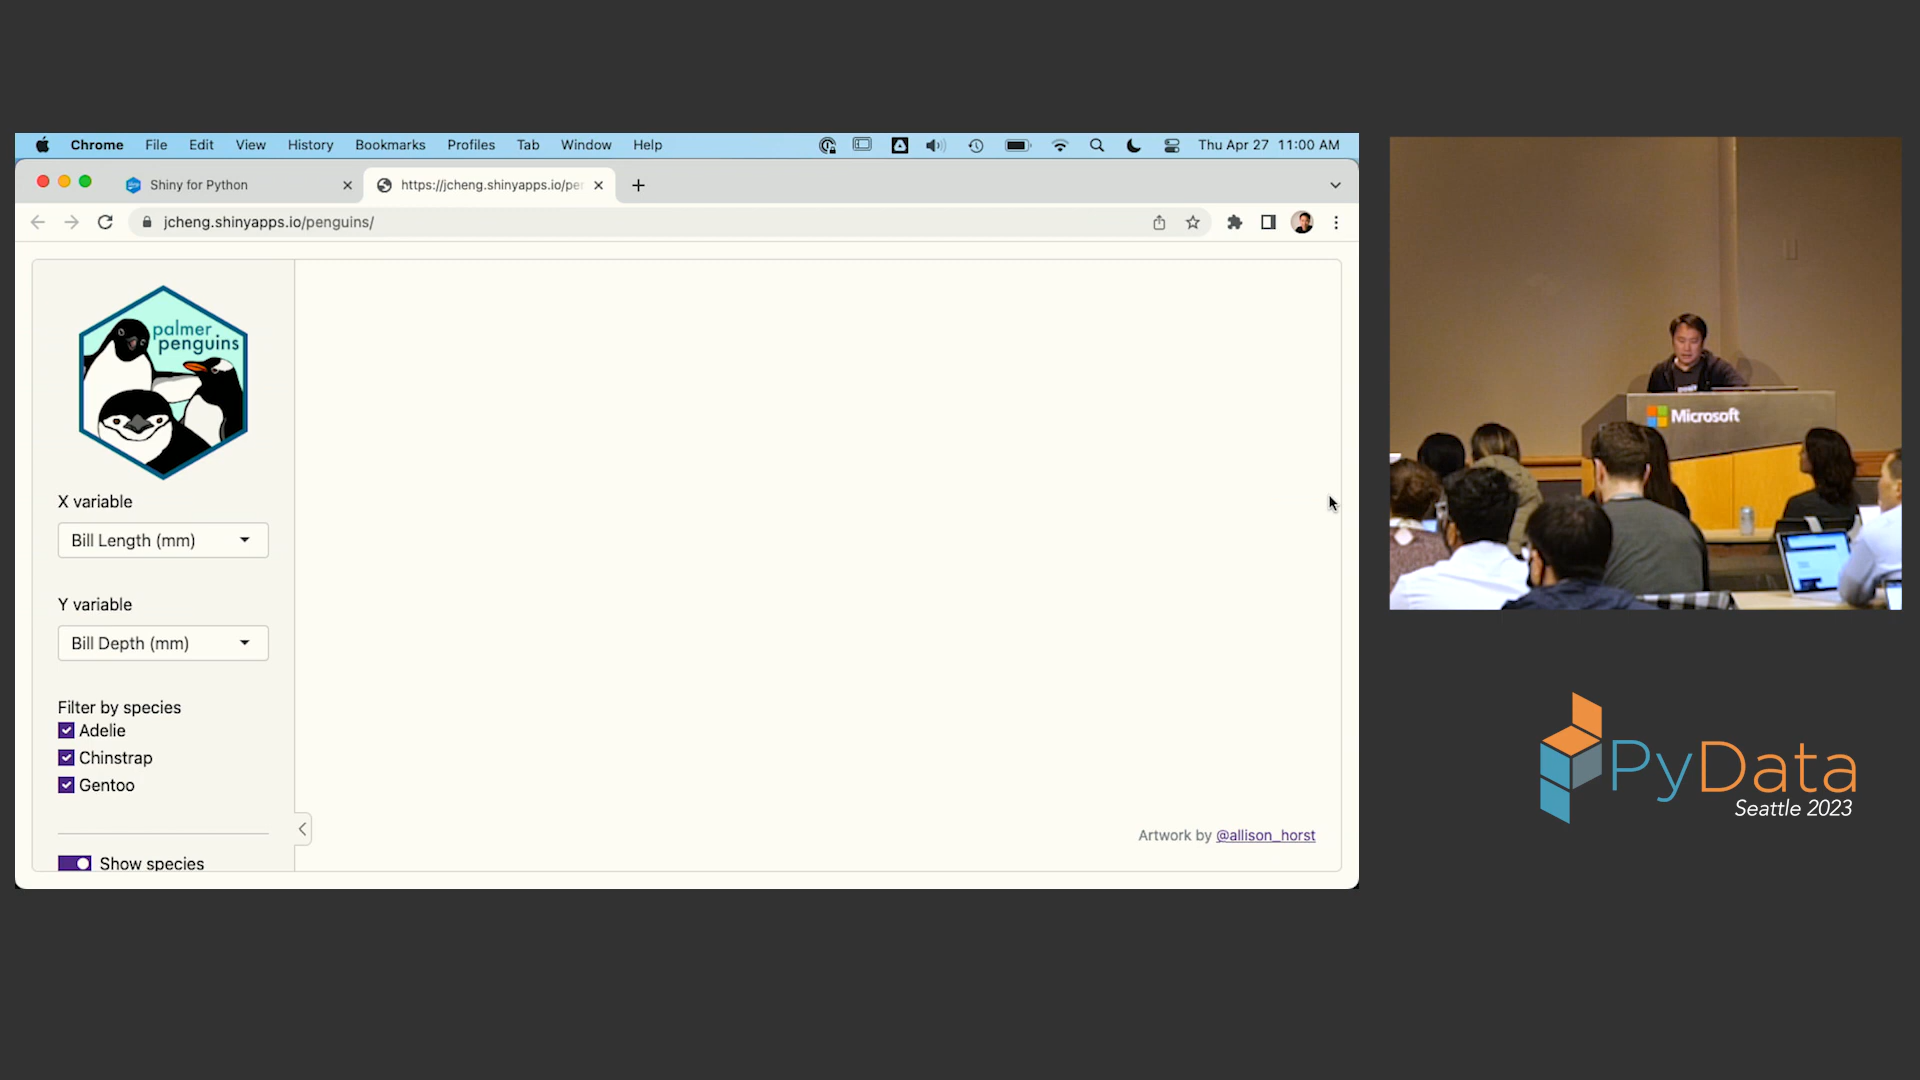 Chrome File Edit View History Bookmarks Profiles Tab Window Help Thu Apr 27 11:00 AM
Shiny for Python https://jcheng.shinyapps.io/pe
jcheng.shinyapps.io/penguins/
palmer
penguins
X variable
Bill Length (mm)
Y variable
Bill Depth (mm)
Filter by species
Adelie
Chinstrap
Gentoo
Show species
Artwork by @allison_horst
Microsoft
PyData
Seattle 2023